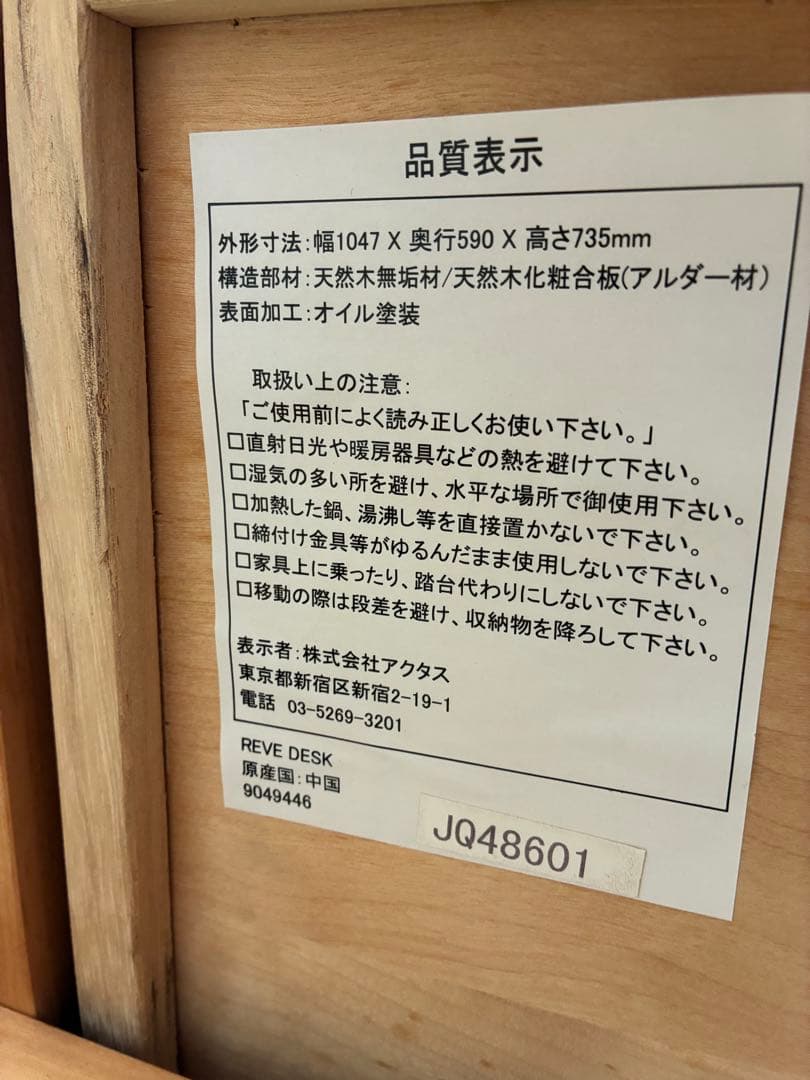 品質表示
外形寸法:幅1047 X 奥行590 X 高さ735mm
構造部材:天然木無垢材/天然木化粧合板(アルダー材)
表面加工:オイル塗装
取扱い上の注意:
「ご使用前によく読み正しくお使い下さい。」
□直射日光や暖房器具などの熱を避けて下さい。
□湿気の多い所を避け、水平な場所で御使用下さい。
□加熱した鍋、湯沸し等を直接置かないで下さい。
□締付け金具等がゆるんだまま使用しないで下さい。
□家具上に乗ったり、踏台代わりにしないで下さい。
□移動の際は段差を避け、収納物を降ろして下さい。
表示者:株式会社アクタス
東京都新宿区新宿2-19-1
電話 03-5269-3201
REVE DESK
原産国:中国
9049446
JQ48601